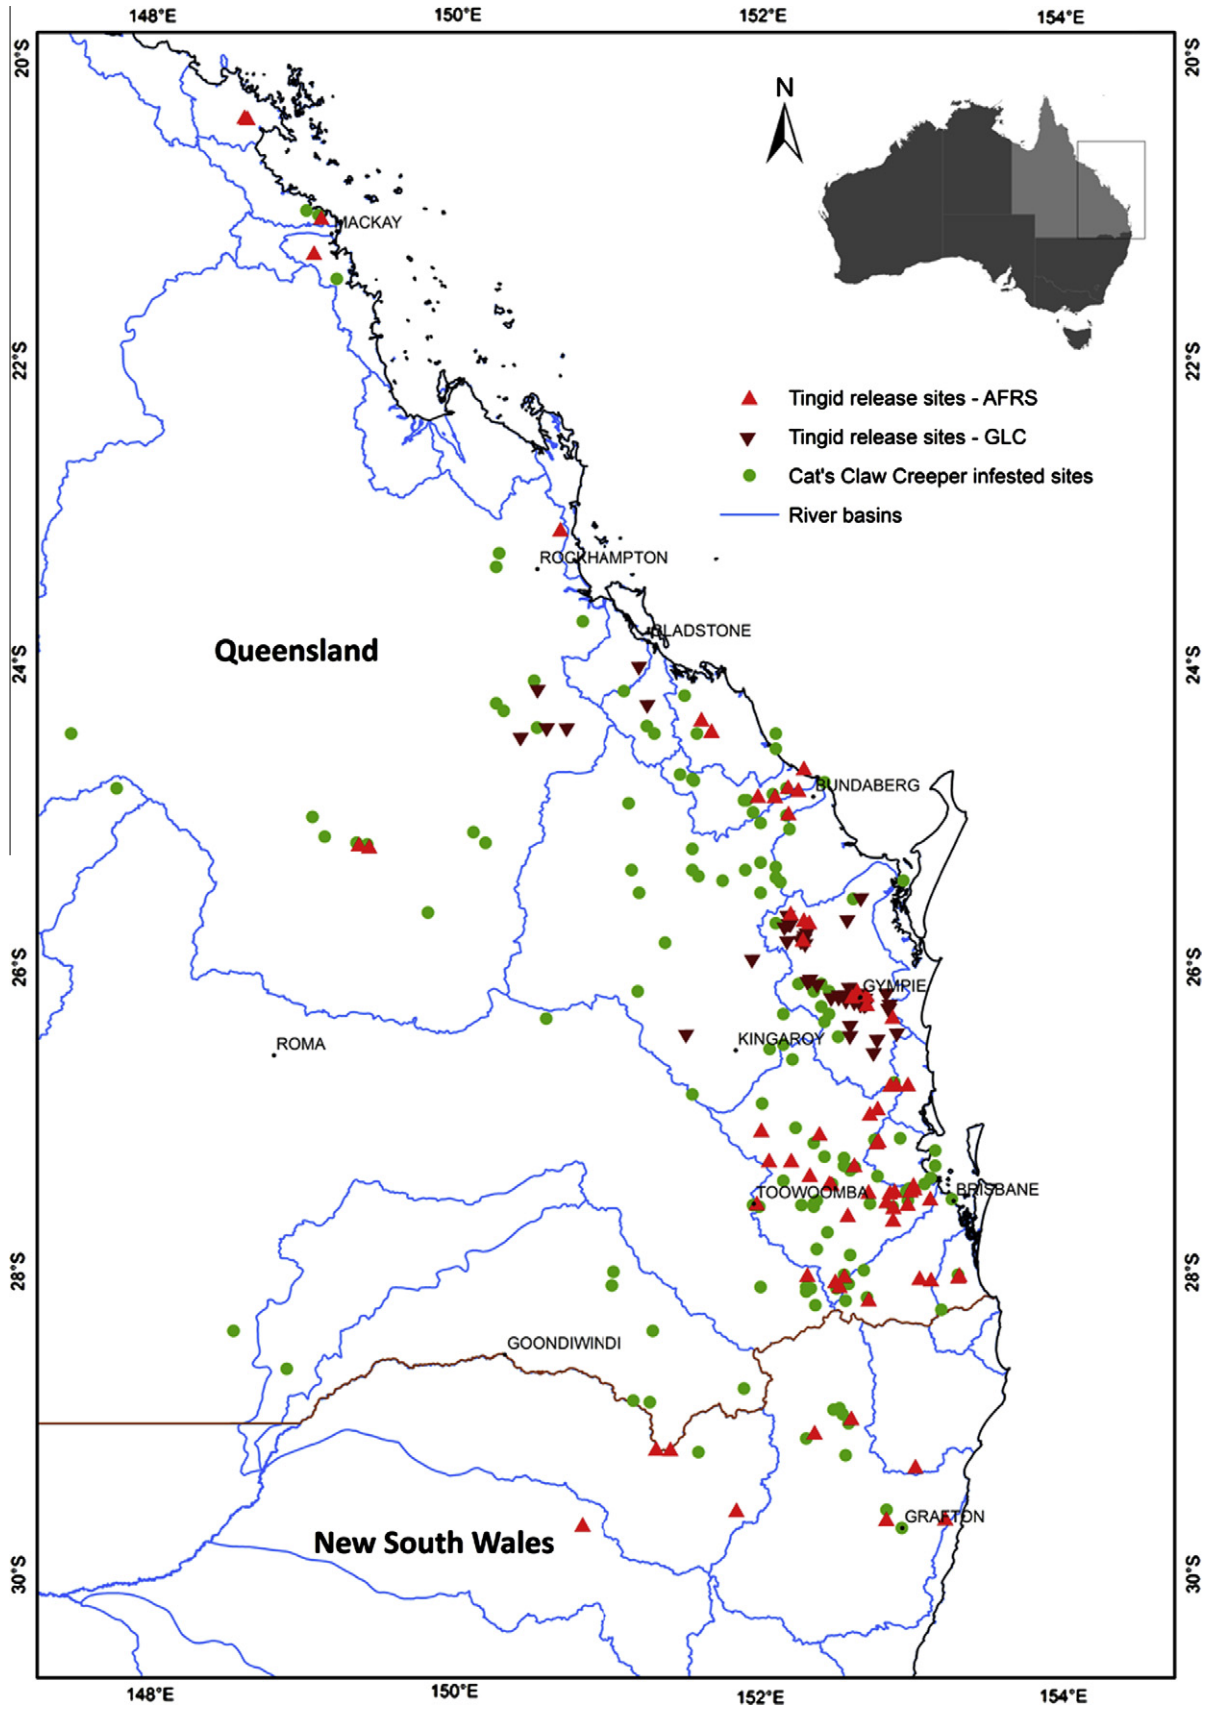 148°E
150°E
152°E
154°E
20°S
20°S
N
MACKAY
22°S
22°S
Tingid release sites - AFRS
Tingid release sites - GLC
Cat's Claw Creeper infested sites
River basins
ROCKHAMPTON
GLADSTONE
Queensland
24°S
24°S
BUNDABERG
26°S
26°S
GYMPIE
KINGAROY
ROMA
TOOWOOMBA
BRISBANE
28°S
28°S
GOONDIWINDI
GRAFTON
New South Wales
30°S
30°S
148°E
150°E
152°E
154°E